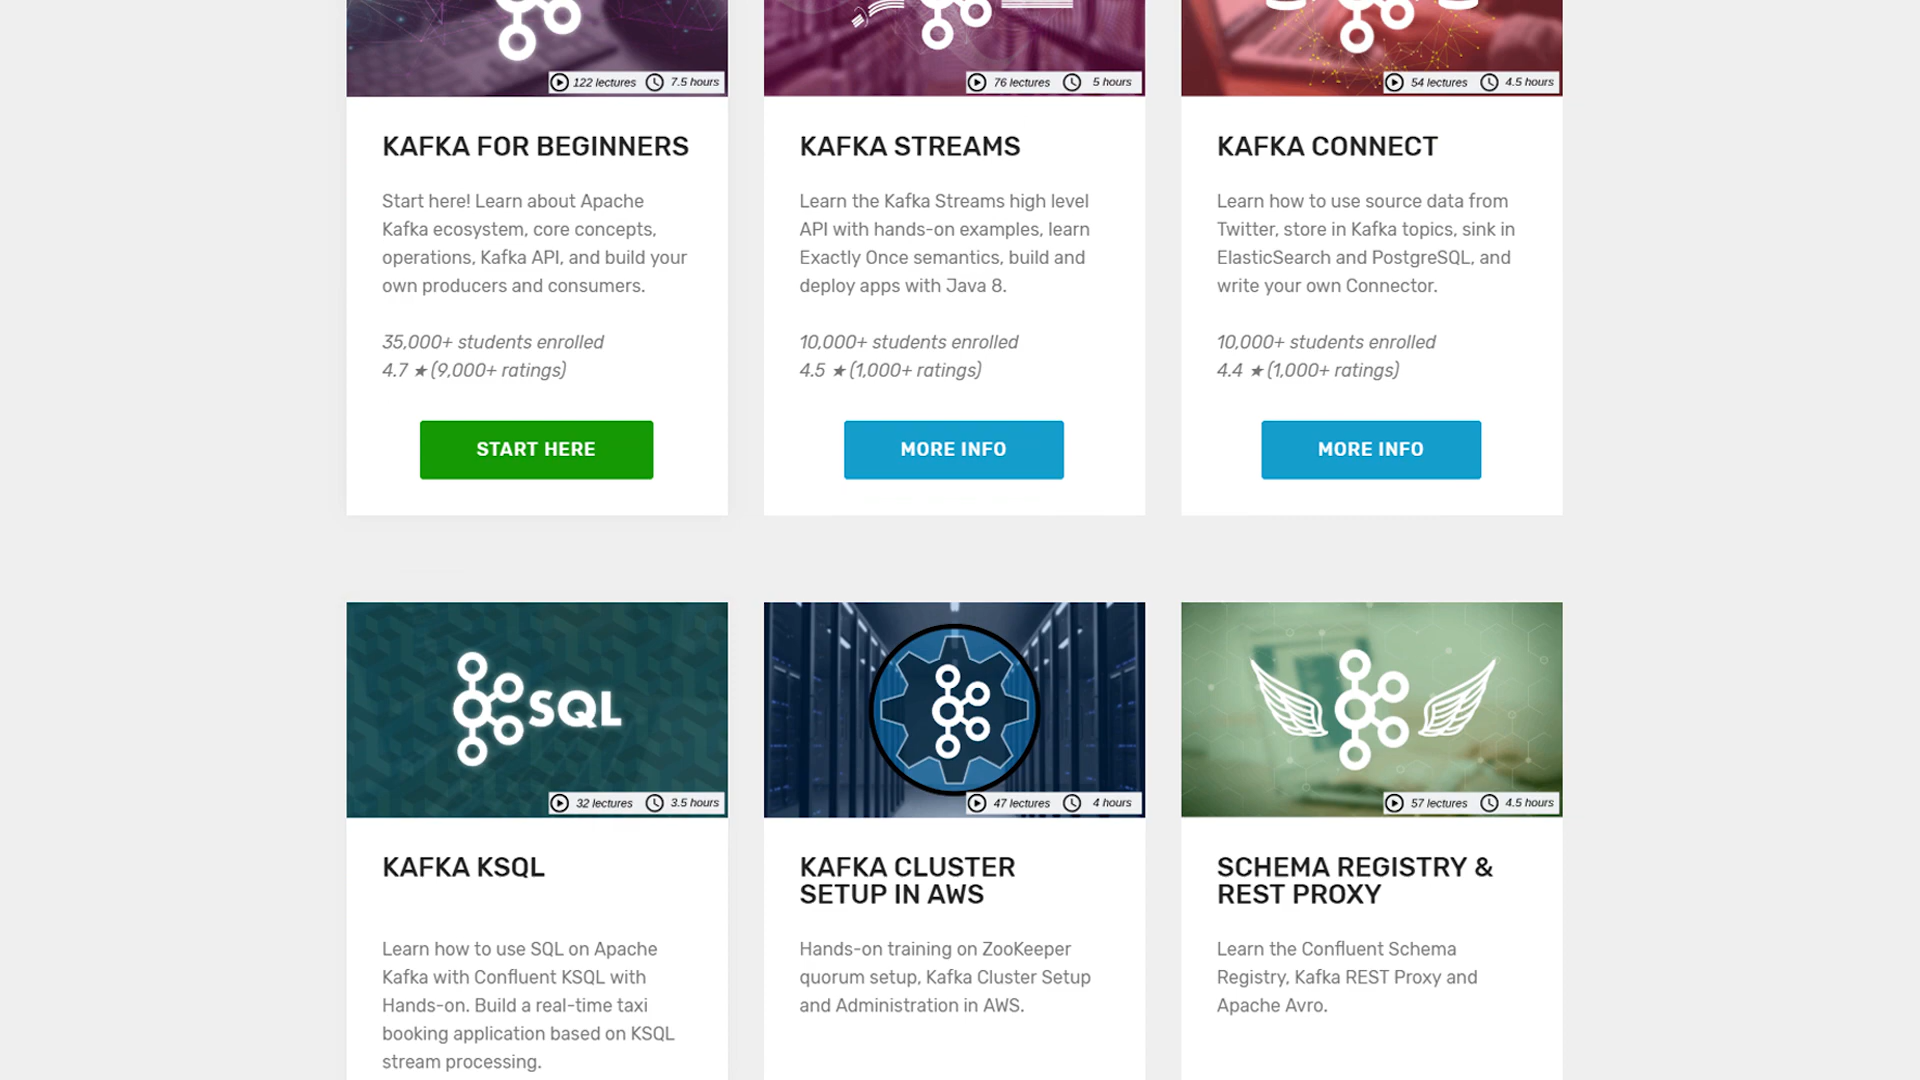 122 lectures 7.5 hours
76 lectures 5 hours
54 lectures 4.5 hours
KAFKA FOR BEGINNERS
Start here! Learn about Apache
Kafka ecosystem, core concepts,
operations, Kafka API, and build your
own producers and consumers.
35,000+ students enrolled
4.7 ★ (9,000+ ratings)
START HERE
KAFKA STREAMS
Learn the Kafka Streams high level
API with hands-on examples, learn
Exactly Once semantics, build and
deploy apps with Java 8.
10,000+ students enrolled
4.5 ★ (1,000+ ratings)
MORE INFO
KAFKA CONNECT
Learn how to use source data from
Twitter, store in Kafka topics, sink in
ElasticSearch and PostgreSQL, and
write your own Connector.
10,000+ students enrolled
4.4 ★ (1,000+ ratings)
MORE INFO
SQL
32 lectures 3.5 hours
KAFKA KSQL
Learn how to use SQL on Apache
Kafka with Confluent KSQL with
Hands-on. Build a real-time taxi
booking application based on KSQL
stream processing.
47 lectures 4 hours
KAFKA CLUSTER
SETUP IN AWS
Hands-on training on ZooKeeper
quorum setup, Kafka Cluster Setup
and Administration in AWS.
57 lectures 4.5 hours
SCHEMA REGISTRY &
REST PROXY
Learn the Confluent Schema
Registry, Kafka REST Proxy and
Apache Avro.